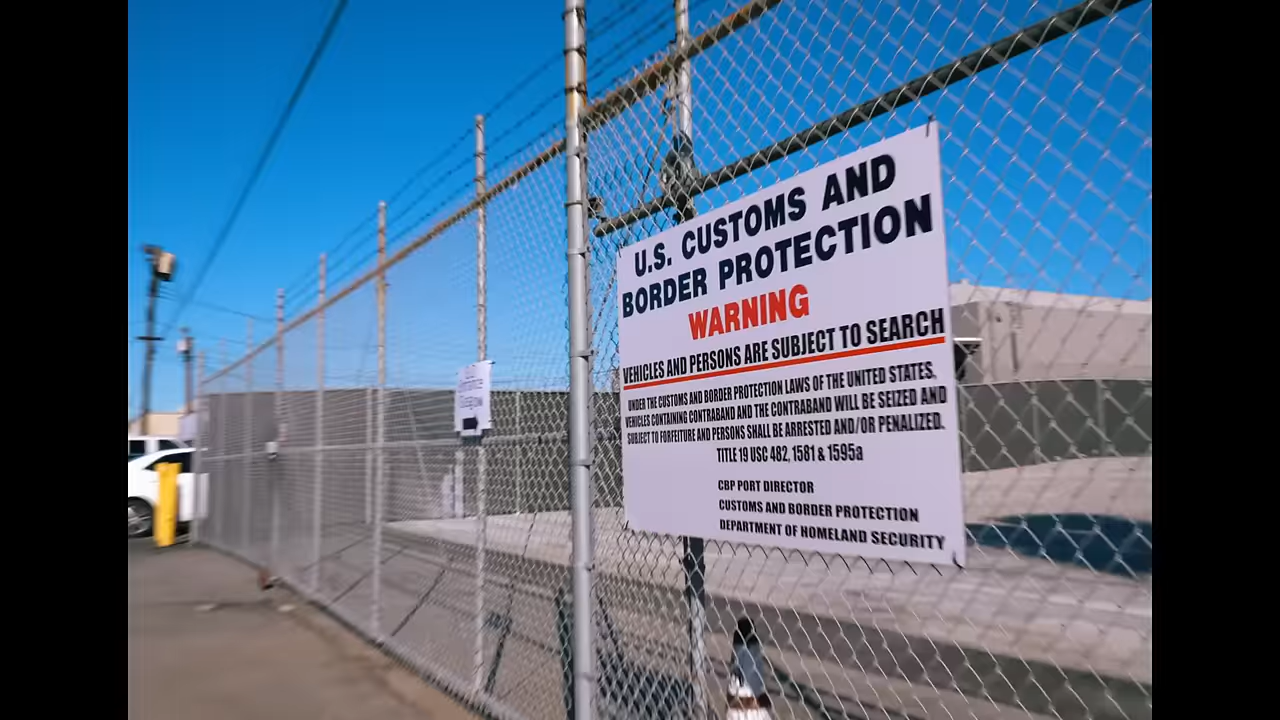 U.S. CUSTOMS AND
BORDER PROTECTION
WARNING
VEHICLES AND PERSONS ARE SUBJECT TO SEARCH
UNDER THE CUSTOMS AND BORDER PROTECTION LAWS OF THE UNITED STATES,
VEHICLES CONTAINING CONTRABAND AND THE CONTRABAND WILL BE SEIZED AND
SUBJECT TO FORFEITURE AND PERSONS SHALL BE ARRESTED AND/OR PENALIZED.
TITLE 19 USC 482, 1581 & 1595a
CBP PORT DIRECTOR
CUSTOMS AND BORDER PROTECTION
DEPARTMENT OF HOMELAND SECURITY